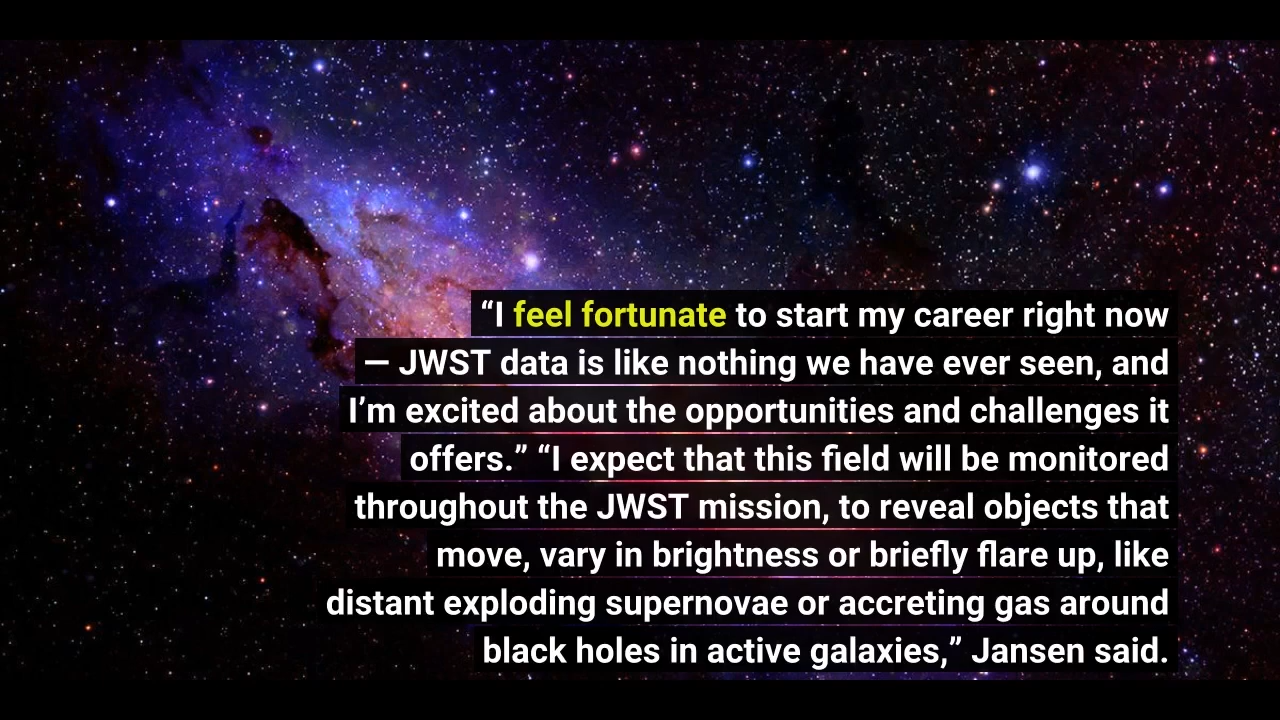 “I feel fortunate to start my career right now
— JWST data is like nothing we have ever seen, and
I’m excited about the opportunities and challenges it
offers.” “I expect that this field will be monitored
throughout the JWST mission, to reveal objects that
move, vary in brightness or briefly flare up, like
distant exploding supernovae or accreting gas around
black holes in active galaxies,” Jansen said.